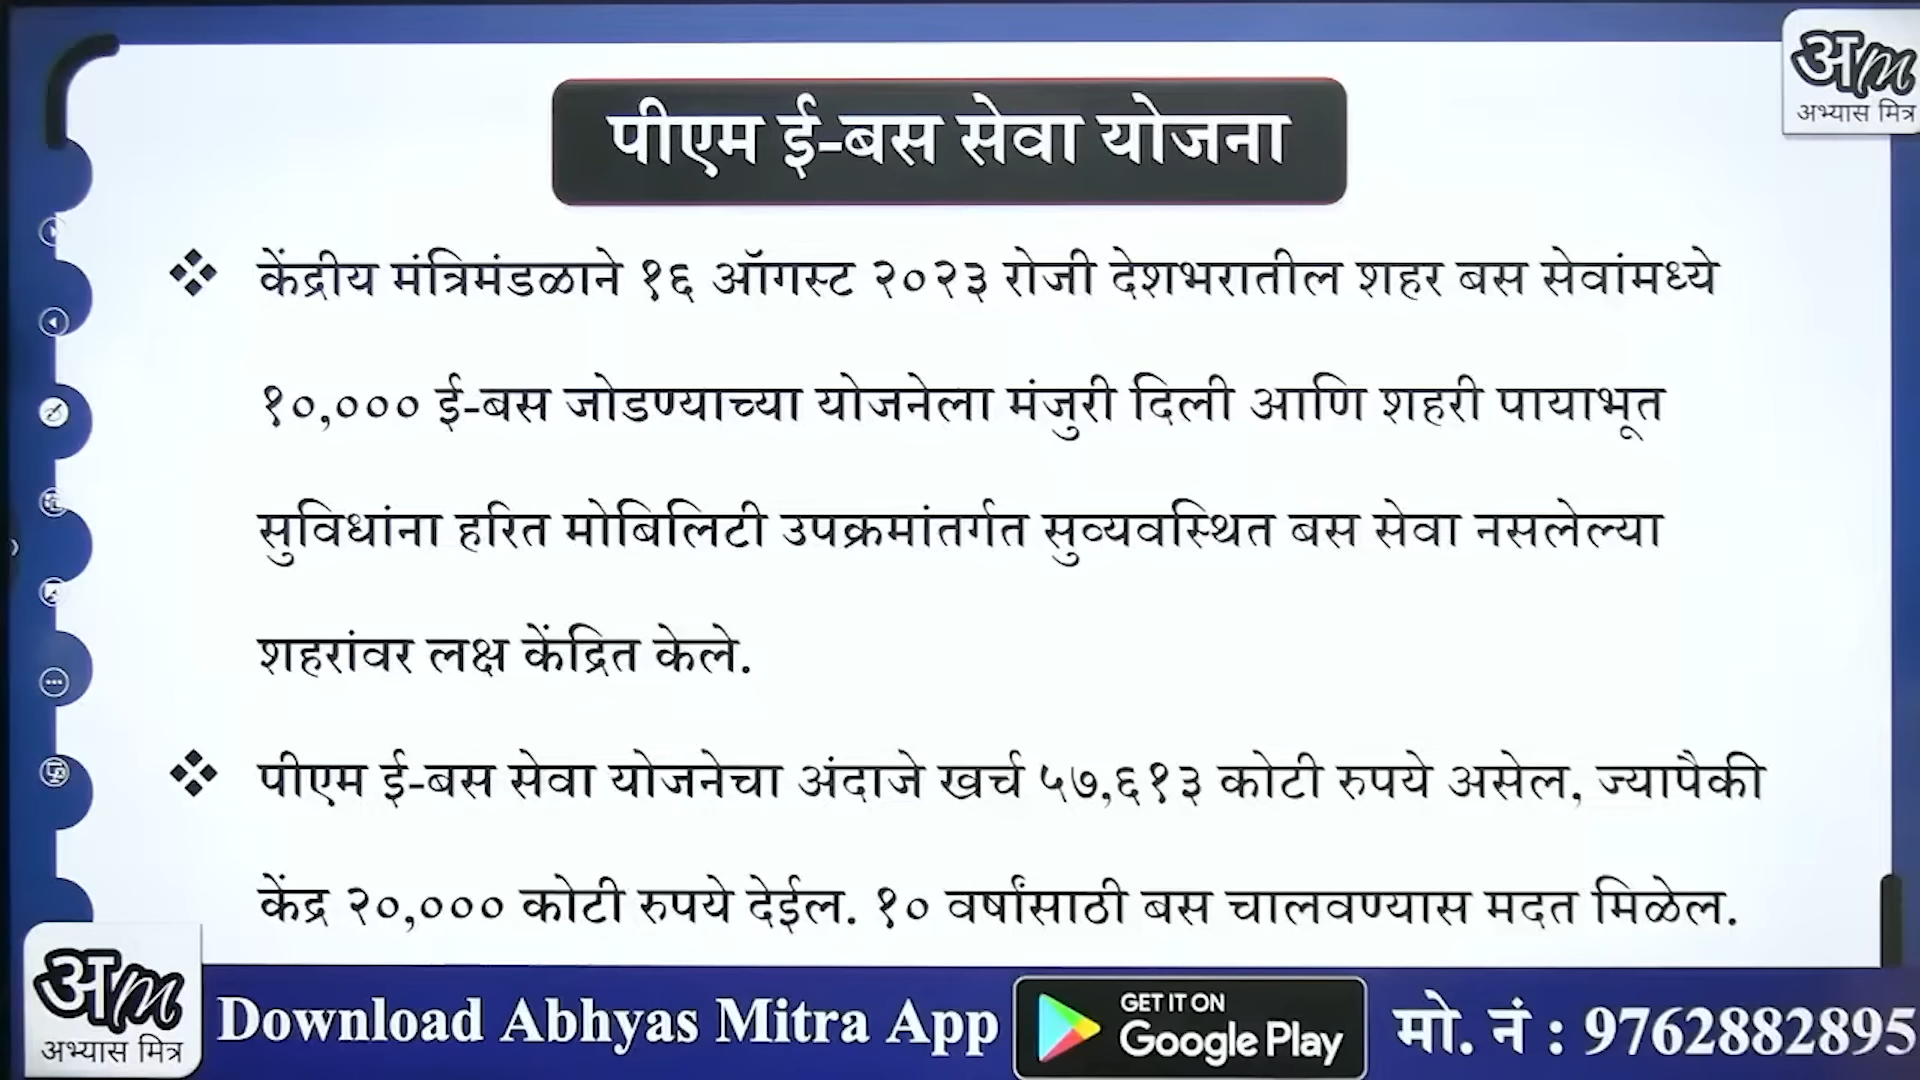 अm
अभ्यास मित्र
पीएम ई-बस सेवा योजना
❖ केंद्रीय मंत्रिमंडळाने १६ ऑगस्ट २०२३ रोजी देशभरातील शहर बस सेवांमध्ये
१०,००० ई-बस जोडण्याच्या योजनेला मंजुरी दिली आणि शहरी पायाभूत
सुविधांना हरित मोबिलिटी उपक्रमांतर्गत सुव्यवस्थित बस सेवा नसलेल्या
शहरांवर लक्ष केंद्रित केले.
❖ पीएम ई-बस सेवा योजनेचा अंदाजे खर्च ५७,६१३ कोटी रुपये असेल, ज्यापैकी
केंद्र २०,००० कोटी रुपये देईल. १० वर्षांसाठी बस चालवण्यास मदत मिळेल.
अm
अभ्यास मित्र
Download Abhyas Mitra App
GET IT ON
Google Play
मो. नं : 9762882895